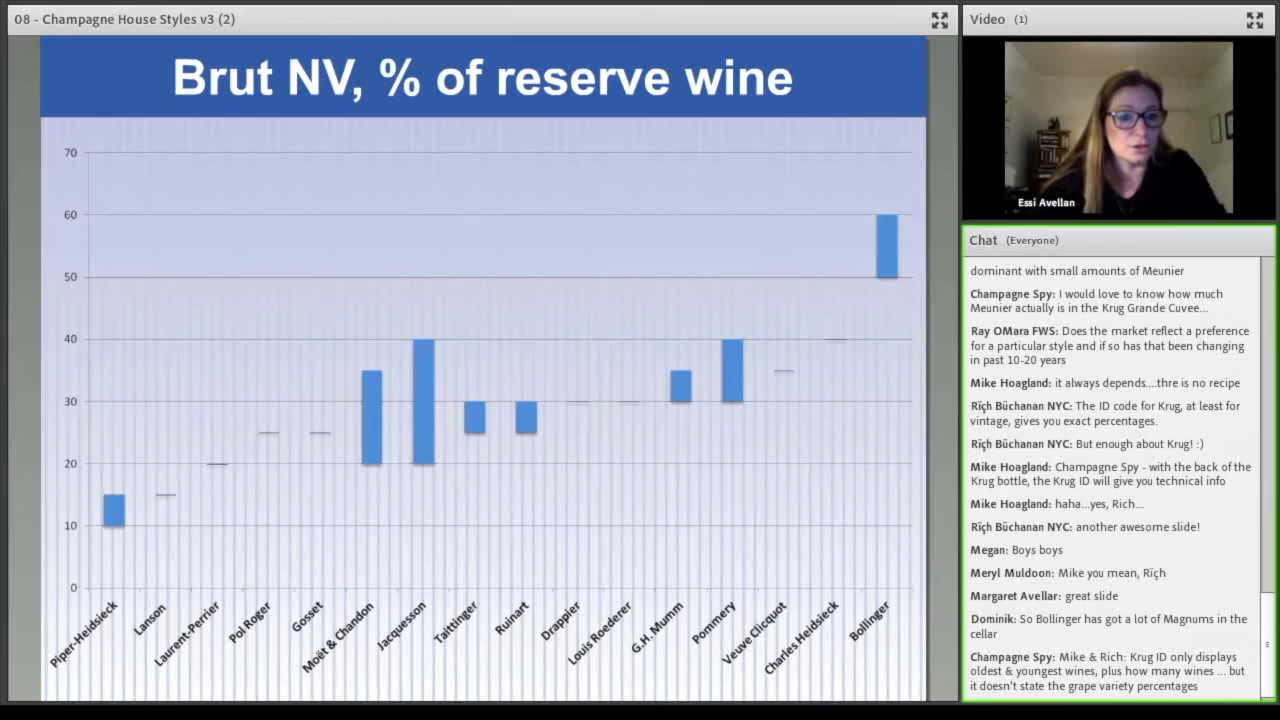 08 - Champagne House Styles v3 (2)
Brut NV, % of reserve wine
70
60
50
40
30
20
10
0
Piper-Heidsieck
Lanson
Laurent-Perrier
Pol Roger
Gosset
Moët & Chandon
Jacquesson
Taittinger
Ruinart
Drappier
Louis Roederer
G.H. Mumm
Pommery
Veuve Clicquot
Charles Heidsieck
Bollinger
Video (1)
Essi Avellan
Chat (Everyone)
dominant with small amounts of Meunier
Champagne Spy: I would love to know how much
Meunier actually is in the Krug Grande Cuvee...
Ray OMara FWS: Does the market reflect a preference
for a particular style and if so has that been changing
in past 10-20 years
Mike Hoagland: it always depends....thre is no recipe
Rïçh Büchanan NYC: The ID code for Krug, at least for
vintage, gives you exact percentages.
Rïçh Büchanan NYC: But enough about Krug! :)
Mike Hoagland: Champagne Spy - with the back of the
Krug bottle, the Krug ID will give you technical info
Mike Hoagland: haha...yes, Rich...
Rïçh Büchanan NYC: another awesome slide!
Megan: Boys boys
Meryl Muldoon: Mike you mean, Rïçh
Margaret Avellar: great slide
Dominik: So Bollinger has got a lot of Magnums in the
cellar
Champagne Spy: Mike & Rich: Krug ID only displays
oldest & youngest wines, plus how many wines ... but
it doesn't state the grape variety percentages